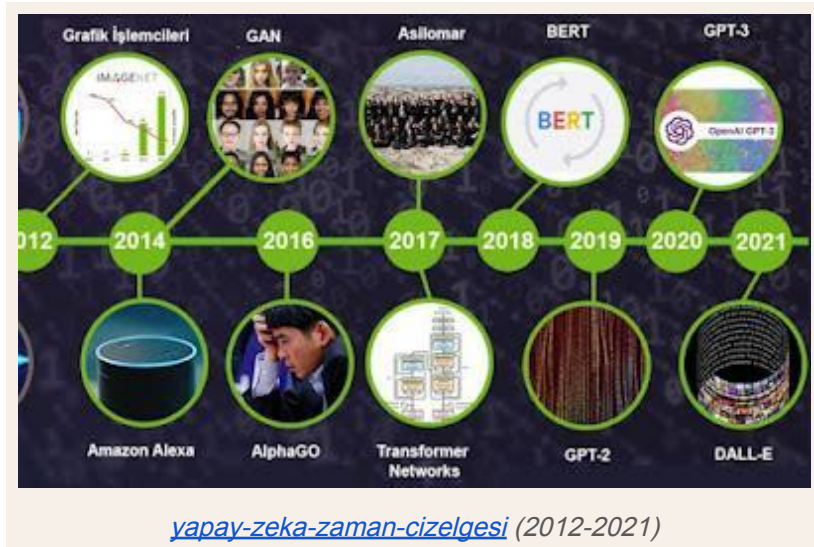 Grafik İşlemcileri
GAN
Asilomar
BERT
GPT-3
IMAGENET
BERT
OpenAI GPT-3
012
2014
2016
2017
2018
2019
2020
2021
Amazon Alexa
AlphaGO
Transformer
Networks
GPT-2
DALL-E
yapay-zeka-zaman-cizelgesi (2012-2021)